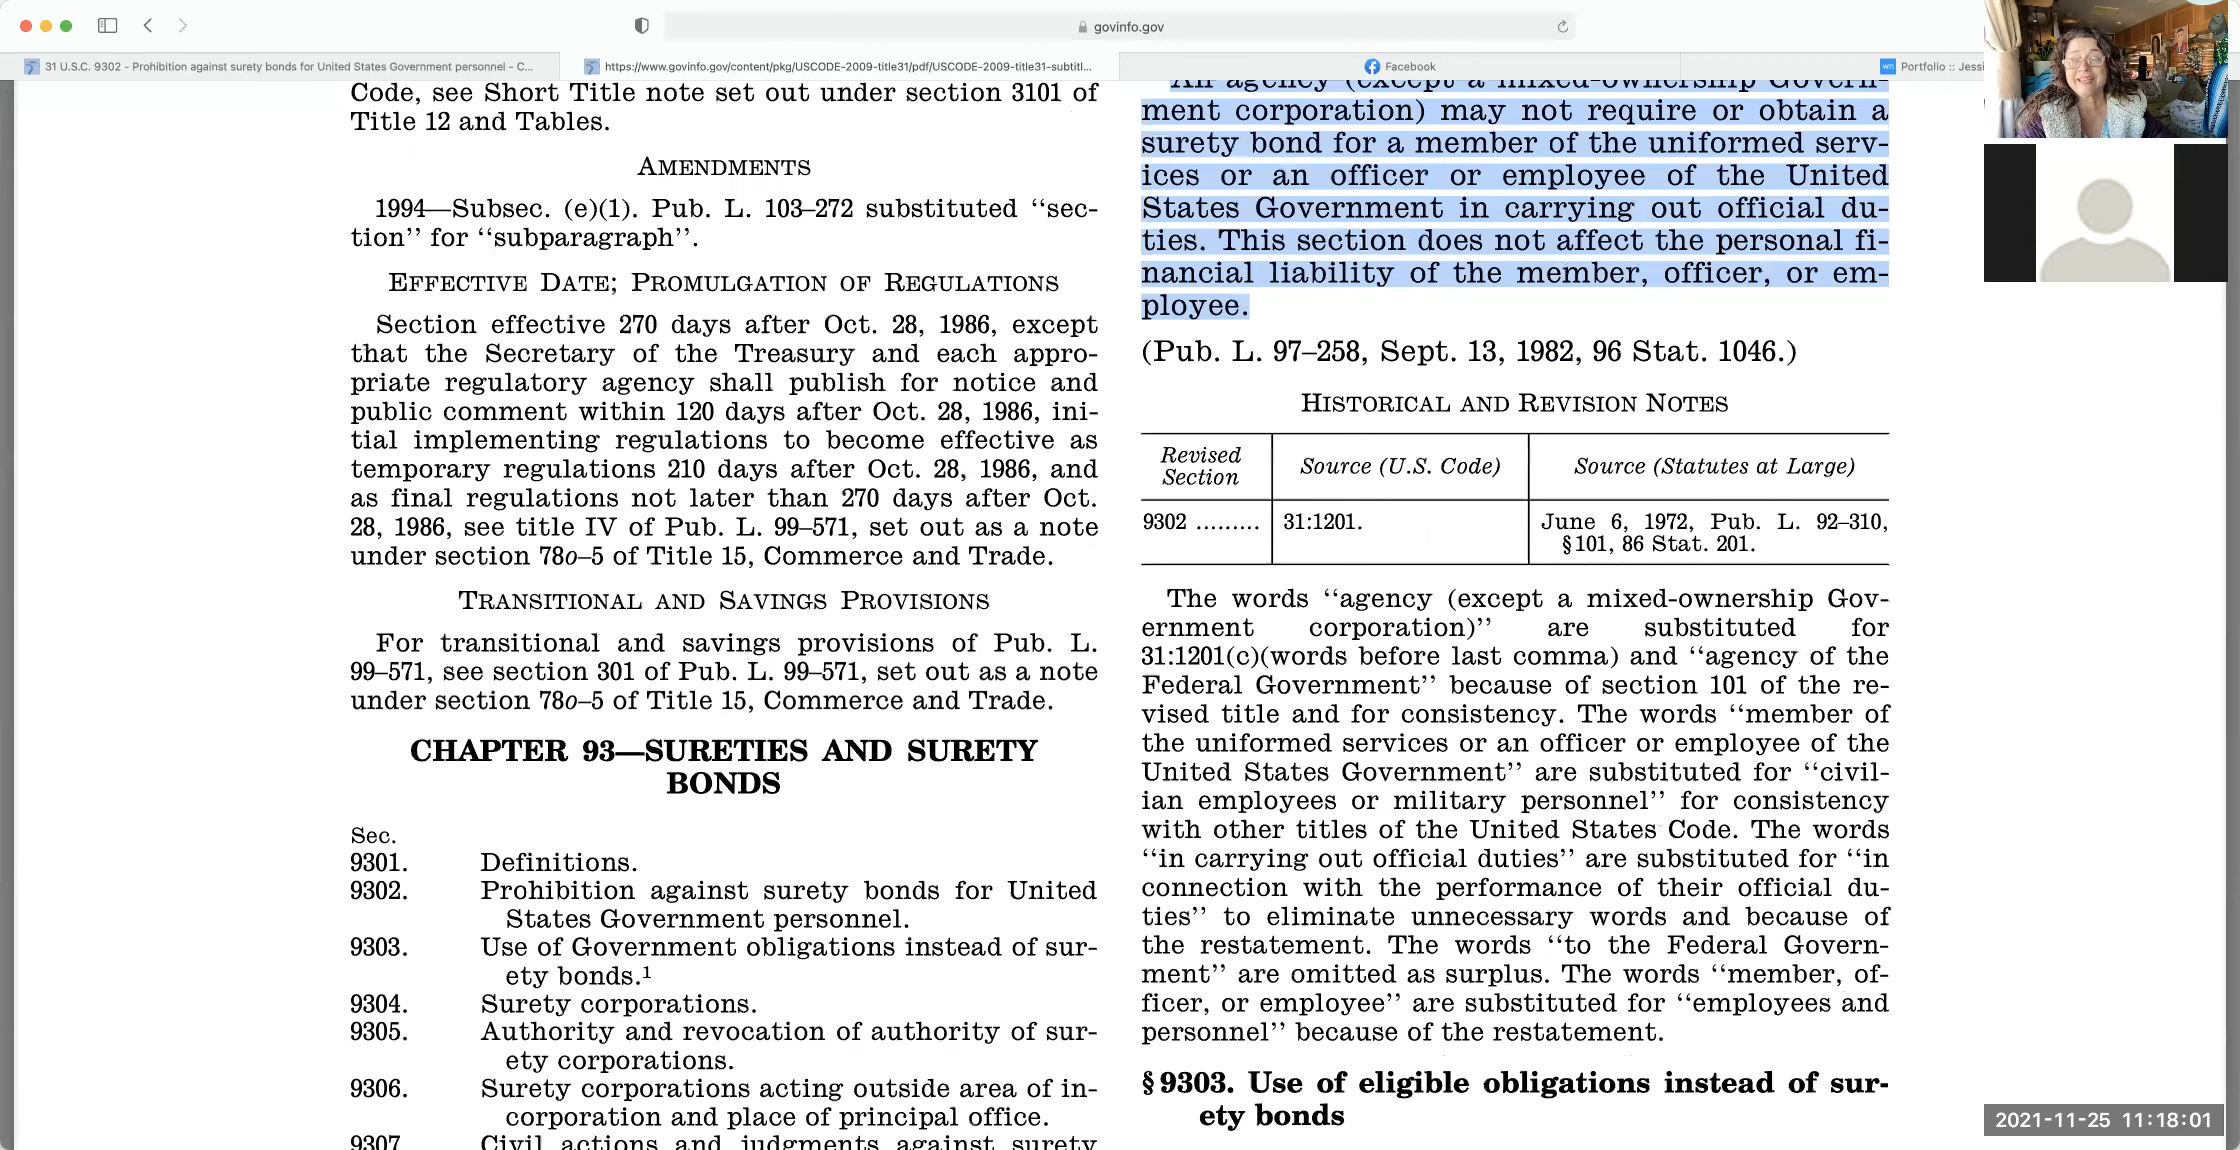 govinfo.gov
31 U.S.C. 9302 - Prohibition against surety bonds for United States Government personnel - C...
https://www.govinfo.gov/content/pkg/USCODE-2009-title31/pdf/USCODE-2009-title31-subtitl...
Facebook
wn Portfolio :: Jessi
Code, see Short Title note set out under section 3101 of
Title 12 and Tables.
AMENDMENTS
1994—Subsec. (e)(1). Pub. L. 103–272 substituted ‘‘sec-
tion’’ for ‘‘subparagraph’’.
EFFECTIVE DATE; PROMULGATION OF REGULATIONS
Section effective 270 days after Oct. 28, 1986, except
that the Secretary of the Treasury and each appro-
priate regulatory agency shall publish for notice and
public comment within 120 days after Oct. 28, 1986, ini-
tial implementing regulations to become effective as
temporary regulations 210 days after Oct. 28, 1986, and
as final regulations not later than 270 days after Oct.
28, 1986, see title IV of Pub. L. 99–571, set out as a note
under section 78o–5 of Title 15, Commerce and Trade.
TRANSITIONAL AND SAVINGS PROVISIONS
For transitional and savings provisions of Pub. L.
99–571, see section 301 of Pub. L. 99–571, set out as a note
under section 78o–5 of Title 15, Commerce and Trade.
CHAPTER 93—SURETIES AND SURETY
BONDS
Sec.
9301. Definitions.
9302. Prohibition against surety bonds for United
States Government personnel.
9303. Use of Government obligations instead of sur-
ety bonds.1
9304. Surety corporations.
9305. Authority and revocation of authority of sur-
ety corporations.
9306. Surety corporations acting outside area of in-
corporation and place of principal office.
9307. Civil actions and judgments against surety
An agency (except a mixed-ownership Govern-
ment corporation) may not require or obtain a
surety bond for a member of the uniformed serv-
ices or an officer or employee of the United
States Government in carrying out official du-
ties. This section does not affect the personal fi-
nancial liability of the member, officer, or em-
ployee.
(Pub. L. 97–258, Sept. 13, 1982, 96 Stat. 1046.)
HISTORICAL AND REVISION NOTES
Revised
Section
Source (U.S. Code)
Source (Statutes at Large)
9302 ......... 31:1201. June 6, 1972, Pub. L. 92–310,
§101, 86 Stat. 201.
The words ‘‘agency (except a mixed-ownership Gov-
ernment corporation)’’ are substituted for
31:1201(c)(words before last comma) and ‘‘agency of the
Federal Government’’ because of section 101 of the re-
vised title and for consistency. The words ‘‘member of
the uniformed services or an officer or employee of the
United States Government’’ are substituted for ‘‘civil-
ian employees or military personnel’’ for consistency
with other titles of the United States Code. The words
‘‘in carrying out official duties’’ are substituted for ‘‘in
connection with the performance of their official du-
ties’’ to eliminate unnecessary words and because of
the restatement. The words ‘‘to the Federal Govern-
ment’’ are omitted as surplus. The words ‘‘member, of-
ficer, or employee’’ are substituted for ‘‘employees and
personnel’’ because of the restatement.
§ 9303. Use of eligible obligations instead of sur-
ety bonds
2021-11-25 11:18:01